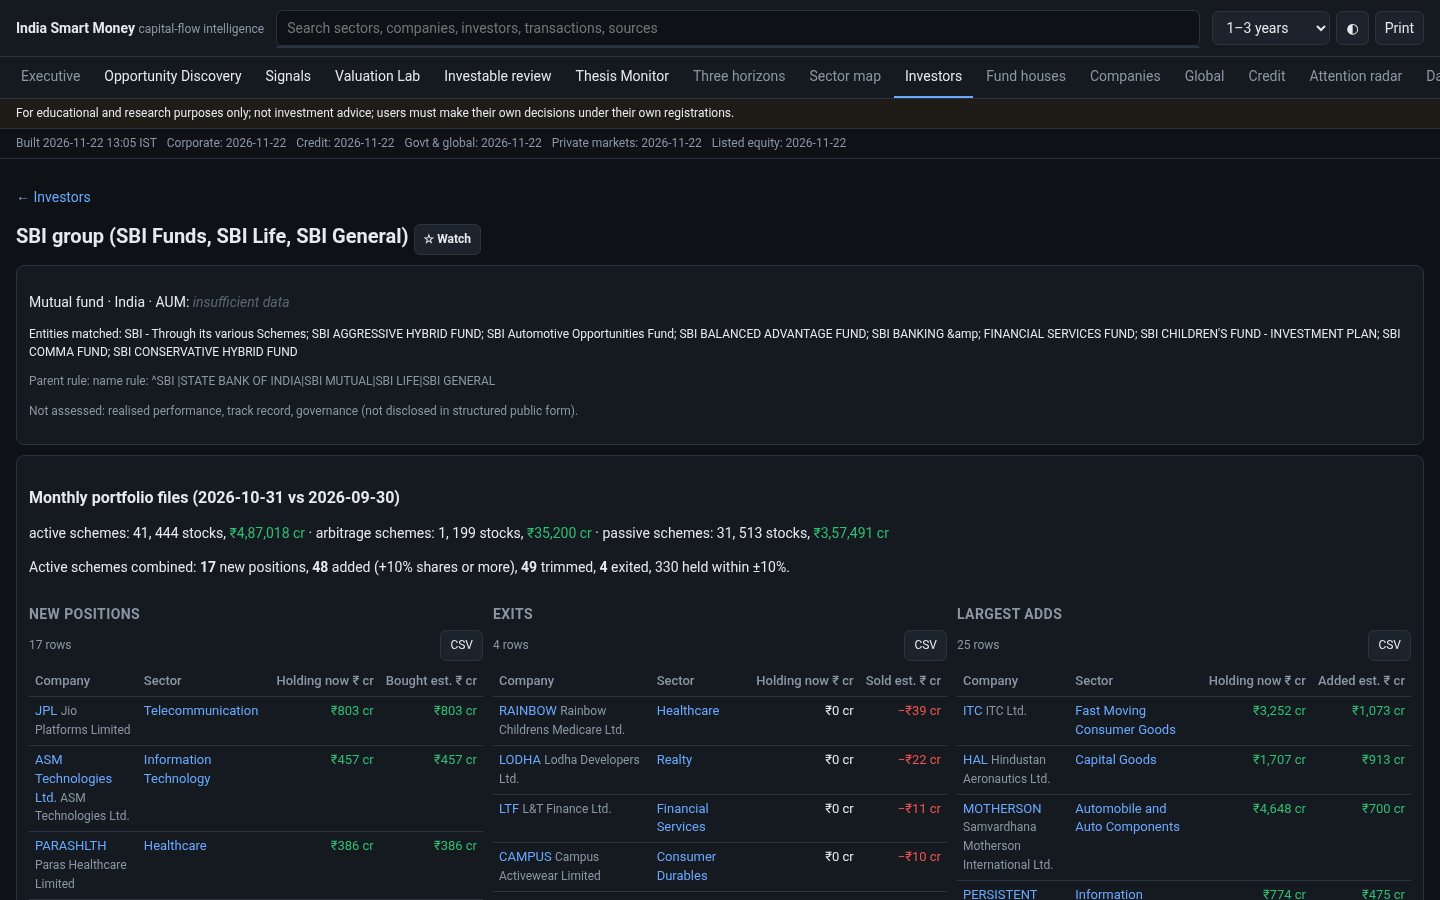 India Smart Money capital-flow intelligence
Search sectors, companies, investors, transactions, sources
1–3 years
Print
Executive Opportunity Discovery Signals Valuation Lab Investable review Thesis Monitor Three horizons Sector map Investors Fund houses Companies Global Credit Attention radar Da
For educational and research purposes only; not investment advice; users must make their own decisions under their own registrations.
Built 2026-11-22 13:05 IST Corporate: 2026-11-22 Credit: 2026-11-22 Govt & global: 2026-11-22 Private markets: 2026-11-22 Listed equity: 2026-11-22
← Investors
SBI group (SBI Funds, SBI Life, SBI General) ☆ Watch
Mutual fund · India · AUM: insufficient data
Entities matched: SBI - Through its various Schemes; SBI AGGRESSIVE HYBRID FUND; SBI Automotive Opportunities Fund; SBI BALANCED ADVANTAGE FUND; SBI BANKING &amp; FINANCIAL SERVICES FUND; SBI CHILDREN'S FUND - INVESTMENT PLAN; SBI
COMMA FUND; SBI CONSERVATIVE HYBRID FUND
Parent rule: name rule: ^SBI |STATE BANK OF INDIA|SBI MUTUAL|SBI LIFE|SBI GENERAL
Not assessed: realised performance, track record, governance (not disclosed in structured public form).
Monthly portfolio files (2026-10-31 vs 2026-09-30)
active schemes: 41, 444 stocks, ₹4,87,018 cr · arbitrage schemes: 1, 199 stocks, ₹35,200 cr · passive schemes: 31, 513 stocks, ₹3,57,491 cr
Active schemes combined: 17 new positions, 48 added (+10% shares or more), 49 trimmed, 4 exited, 330 held within ±10%.
NEW POSITIONS
17 rows
CSV
Company Sector Holding now ₹ cr Bought est. ₹ cr
JPL Jio Telecommunication ₹803 cr ₹803 cr
Platforms Limited
ASM Information ₹457 cr ₹457 cr
Technologies Technology
Ltd. ASM
Technologies Ltd.
PARASHLTH Healthcare ₹386 cr ₹386 cr
Paras Healthcare
Limited
EXITS
4 rows
CSV
Company Sector Holding now ₹ cr Sold est. ₹ cr
RAINBOW Rainbow Healthcare ₹0 cr −₹39 cr
Childrens Medicare Ltd.
LODHA Lodha Developers Realty ₹0 cr −₹22 cr
Ltd.
LTF L&T Finance Ltd. Financial ₹0 cr −₹11 cr
Services
CAMPUS Campus Consumer ₹0 cr −₹10 cr
Activewear Limited Durables
LARGEST ADDS
25 rows
CSV
Company Sector Holding now ₹ cr Added est. ₹ cr
ITC ITC Ltd. Fast Moving ₹3,252 cr ₹1,073 cr
Consumer Goods
HAL Hindustan Capital Goods ₹1,707 cr ₹913 cr
Aeronautics Ltd.
MOTHERSON Automobile and ₹4,648 cr ₹700 cr
Samvardhana Auto Components
Motherson
International Ltd.
PERSISTENT Information ₹774 cr ₹475 cr